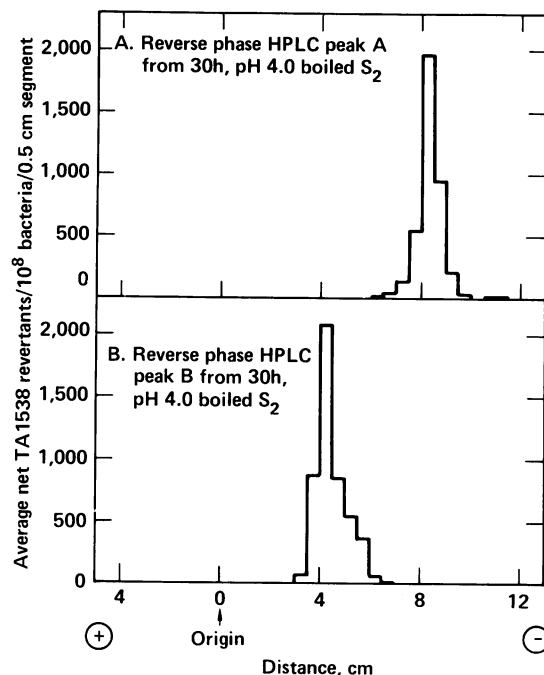 Average net TA1538 revertants/10⁸ bacteria/0.5 cm segment
A. Reverse phase HPLC peak A
from 30h, pH 4.0 boiled S₂
2,000
1,500
1,000
500
0
B. Reverse phase HPLC
peak B from 30h,
pH 4.0 boiled S₂
2,000
1,500
1,000
500
0
4 0 4 8 12
+ Origin -
Distance, cm